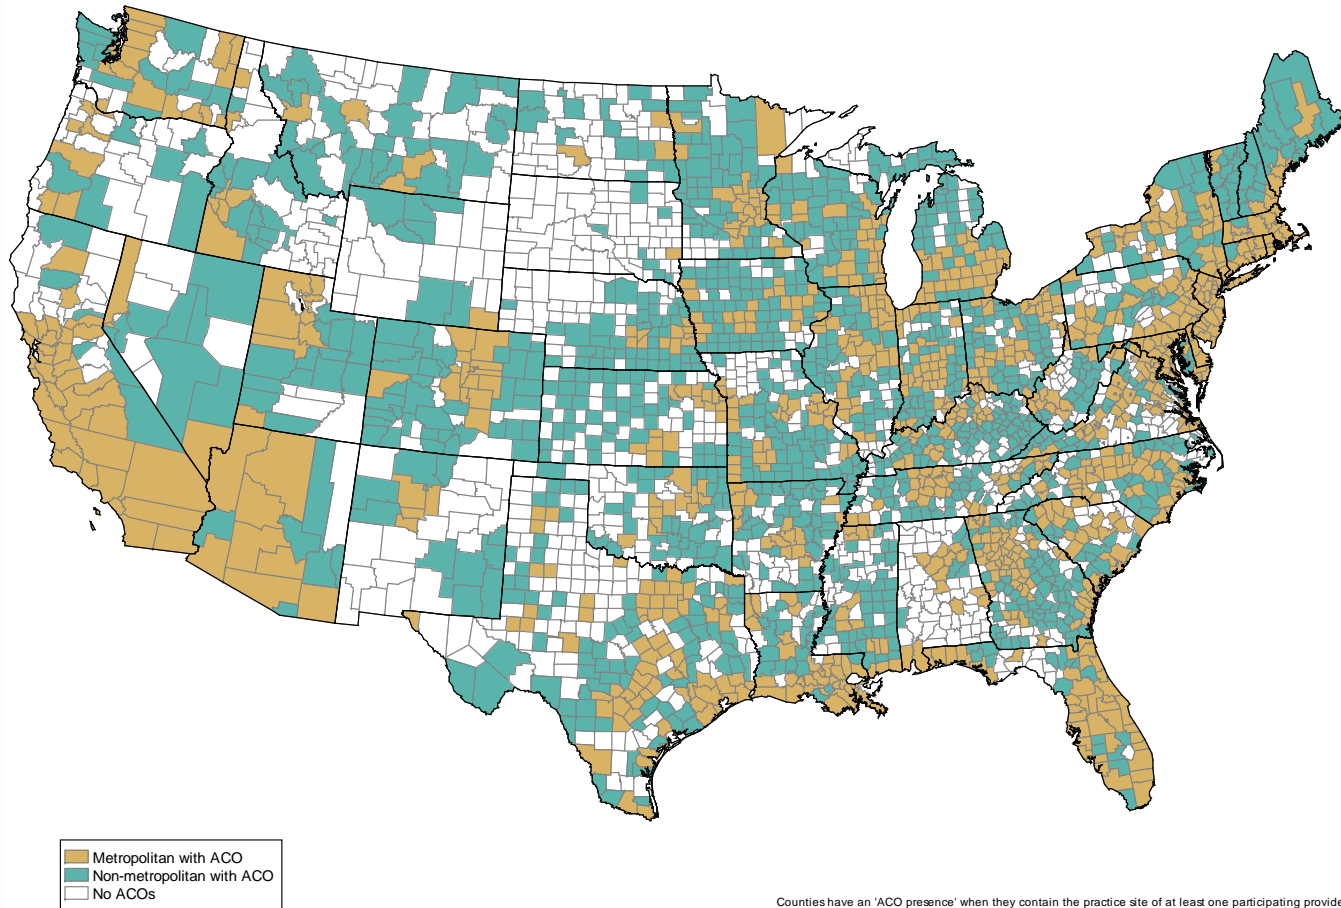 Metropolitan with ACO
Non-metropolitan with ACO
No ACOs
Counties have an 'ACO presence' when they contain the practice site of at least one participating provide